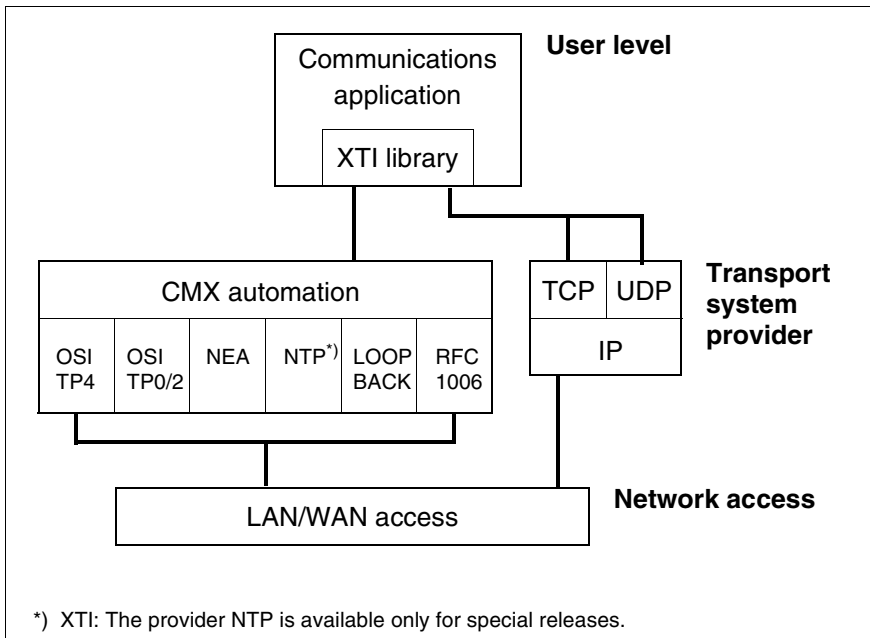 User level
Communications
application
XTI library
CMX automation
OSI
TP4
OSI
TP0/2
NEA
NTP*)
LOOP
BACK
RFC
1006
TCP
UDP
IP
Transport
system
provider
LAN/WAN access
Network access
*) XTI: The provider NTP is available only for special releases.